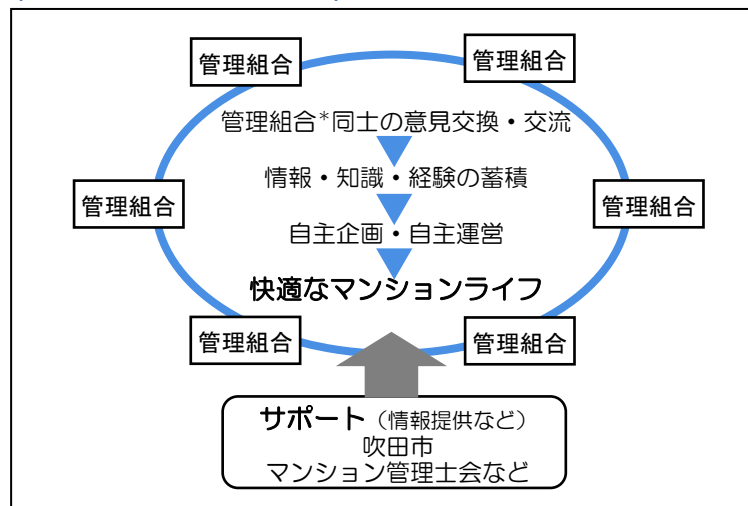 管理組合
管理組合
管理組合*同士の意見交換・交流
情報・知識・経験の蓄積
管理組合
管理組合
自主企画・自主運営
快適なマンションライフ
管理組合
管理組合
サポート（情報提供など）
吹田市
マンション管理士会など